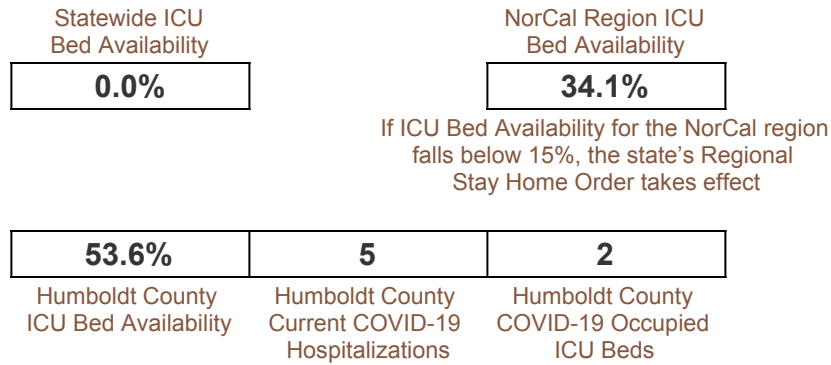 Statewide ICU
Bed Availability
0.0%
NorCal Region ICU
Bed Availability
34.1%
If ICU Bed Availability for the NorCal region
falls below 15%, the state’s Regional
Stay Home Order takes effect
53.6%
Humboldt County
ICU Bed Availability
5
Humboldt County
Current COVID-19
Hospitalizations
2
Humboldt County
COVID-19 Occupied
ICU Beds